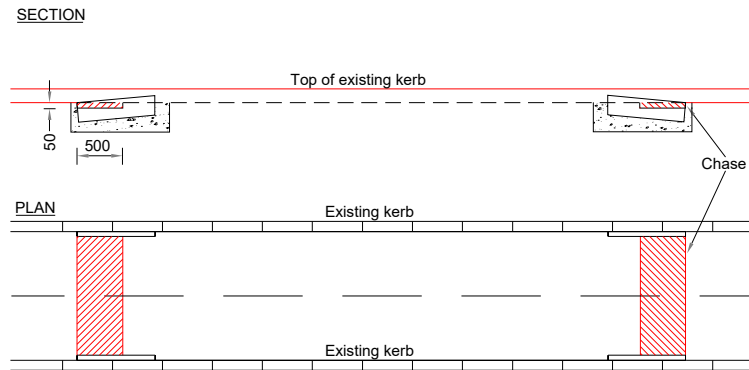 SECTION
Top of existing kerb
50
500
Chase
PLAN
Existing kerb
Existing kerb